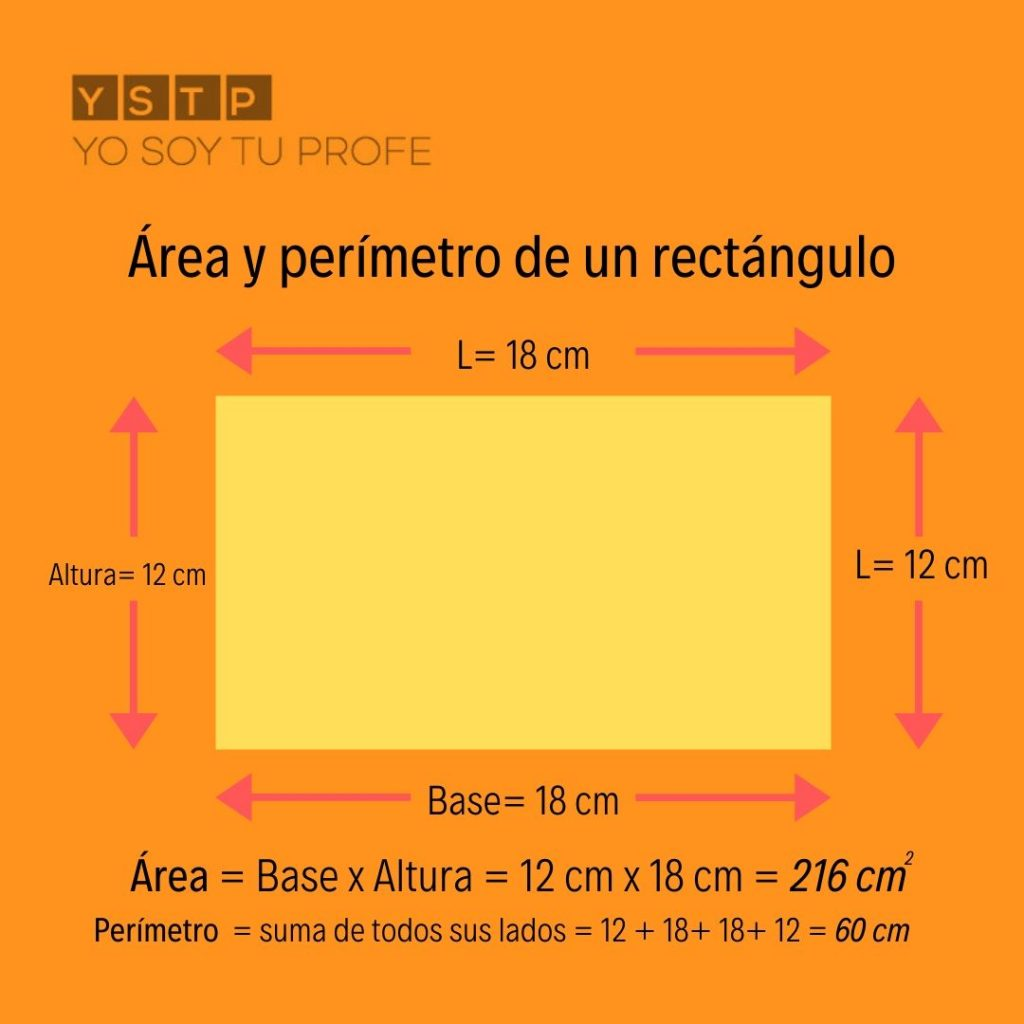 YSTP
YO SOY TU PROFE
Área y perímetro de un rectángulo
L= 18 cm
Altura= 12 cm
L= 12 cm
Base= 18 cm
Área = Base x Altura = 12 cm x 18 cm = 216 cm²
Perímetro = suma de todos sus lados = 12 + 18+ 18+ 12 = 60 cm